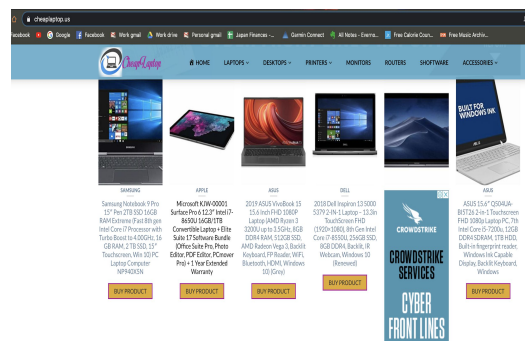 cheaplaptop.us
Facebook
Google
Facebook
Work gmail
Work drive
Personal gmail
Japan Finances -...
Garmin Connect
All Notes - Everno...
Free Calorie Coun...
Free Music Archiv...
CheapLaptop
HOME
LAPTOPS
DESKTOPS
PRINTERS
MONITORS
ROUTERS
SHOFTWARE
ACCESSORIES
BUILT FOR
WINDOWS INK
SAMSUNG
Samsung Notebook 9 Pro
15" Pen 2TB SSD 16GB
RAM Extreme (Fast 8th gen
Intel Core i7 Processor with
Turbo Boost to 4.00GHz, 16
GB RAM, 2 TB SSD, 15"
Touchscreen, Win 10) PC
Laptop Computer
NP940X5N
BUY PRODUCT
APPLE
Microsoft KJW-00001
Surface Pro 6 12.3" Intel i7-
8650U 16GB/1TB
Convertible Laptop + Elite
Suite 17 Software Bundle
(Office Suite Pro, Photo
Editor, PDF Editor, PCmover
Pro) + 1 Year Extended
Warranty
BUY PRODUCT
ASUS
2019 ASUS VivoBook 15
15.6 inch FHD 1080P
Laptop (AMD Ryzen 3
3200U up to 3.5GHz, 8GB
DDR4 RAM, 512GB SSD,
AMD Radeon Vega 3, Backlit
Keyboard, FP Reader, WiFi,
Bluetooth, HDMI, Windows
10) (Grey)
BUY PRODUCT
DELL
2018 Dell Inspiron 13 5000
5379 2-IN-1 Laptop - 13.3in
TouchScreen FHD
(1920×1080), 8th Gen Intel
Core i7-8550U, 256GB SSD,
8GB RAM, Backlit, IR
Webcam, Windows 10
(Renewed)
BUY PRODUCT
CROWDSTRIKE
CROWDSTRIKE
SERVICES
CYBER
FRONT LINES
ASUS
ASUS 15.6" Q504UA-
BI5T26 2-in-1 Touchscreen
FHD 1080p Laptop PC, 7th
Intel Core i5-7200u, 12GB
DDR4 SDRAM, 1TB HDD,
Built-in fingerprint reader,
Windows Ink Capable
Display, Backlit Keyboard,
Windows
BUY PRODUCT